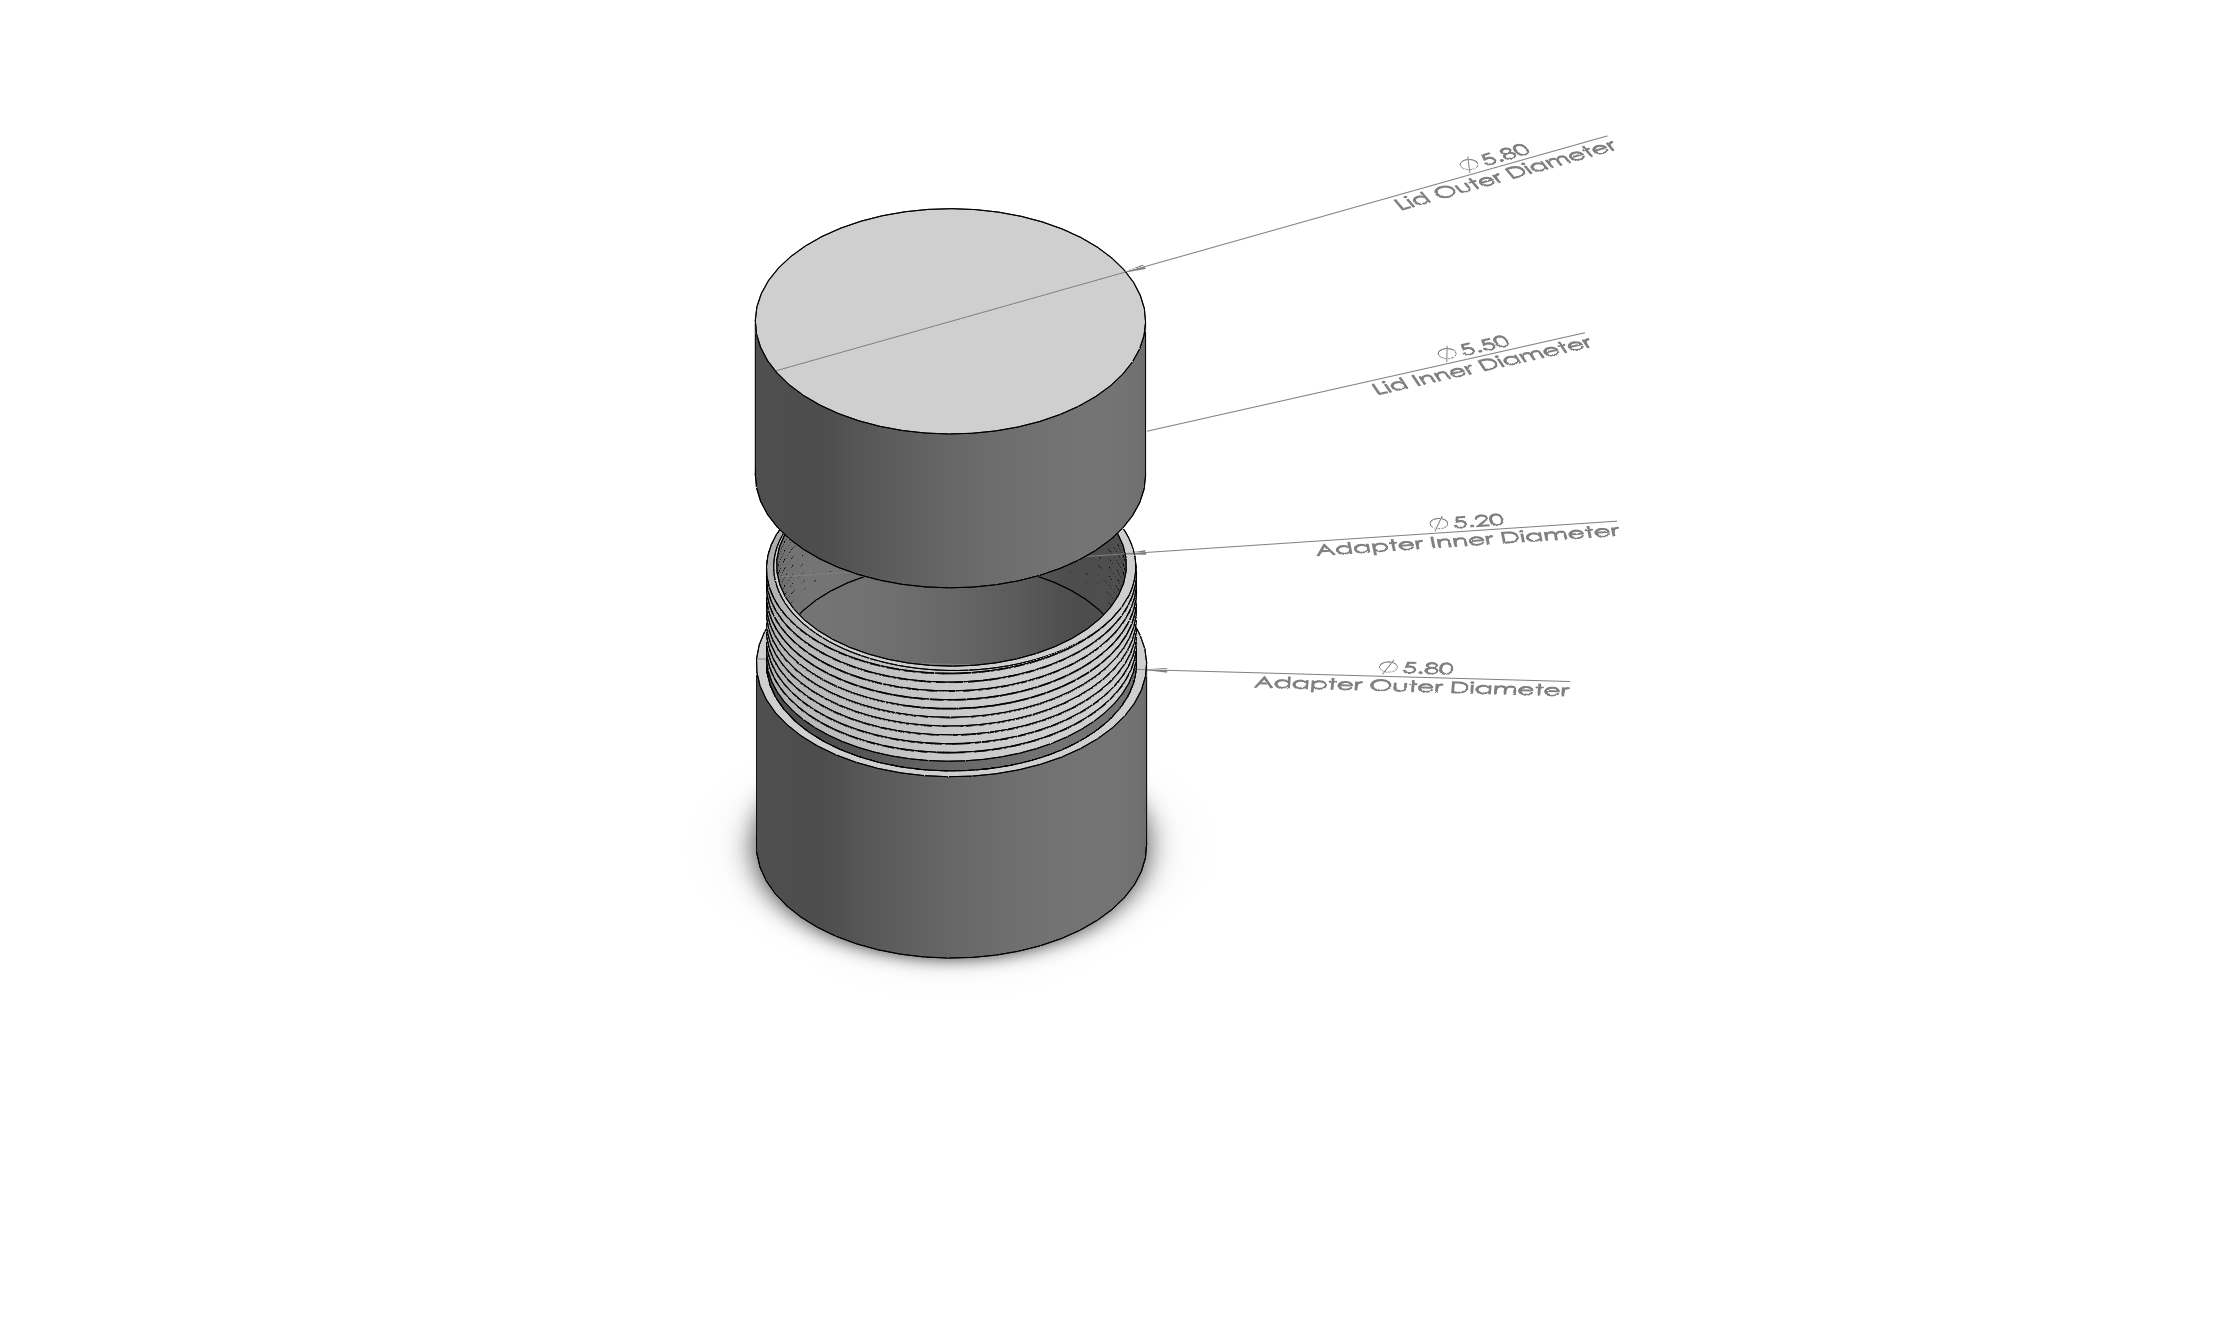 ∅5.80
Lid Outer Diameter
∅5.50
Lid Inner Diameter
∅5.20
Adapter Inner Diameter
∅5.80
Adapter Outer Diameter